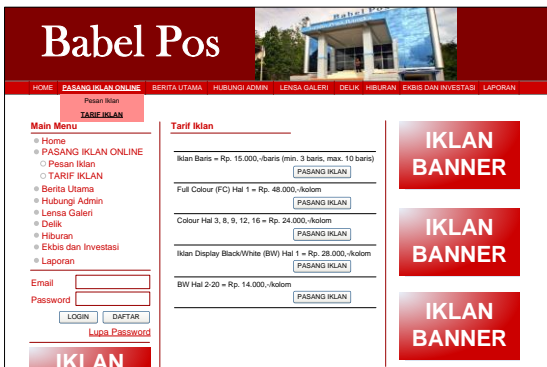 Babel Pos
Babel Pos
HOME PASANG IKLAN ONLINE BERITA UTAMA HUBUNGI ADMIN LENSA GALERI DELIK HIBURAN EKBIS DAN INVESTASI LAPORAN
Pesan Iklan
TARIF IKLAN
Main Menu
Home
PASANG IKLAN ONLINE
Pesan Iklan
TARIF IKLAN
Berita Utama
Hubungi Admin
Lensa Galeri
Delik
Hiburan
Ekbis dan Investasi
Laporan
Email
Password
LOGIN DAFTAR
Lupa Password
IKLAN
Tarif Iklan
Iklan Baris = Rp. 15.000,-/baris (min. 3 baris, max. 10 baris)
PASANG IKLAN
Full Colour (FC) Hal 1 = Rp. 48.000,-/kolom
PASANG IKLAN
Colour Hal 3, 8, 9, 12, 16 = Rp. 24.000,-/kolom
PASANG IKLAN
Iklan Display Black/White (BW) Hal 1 = Rp. 28.000,-/kolom
PASANG IKLAN
BW Hal 2-20 = Rp. 14.000,-/kolom
PASANG IKLAN
IKLAN
BANNER
IKLAN
BANNER
IKLAN
BANNER